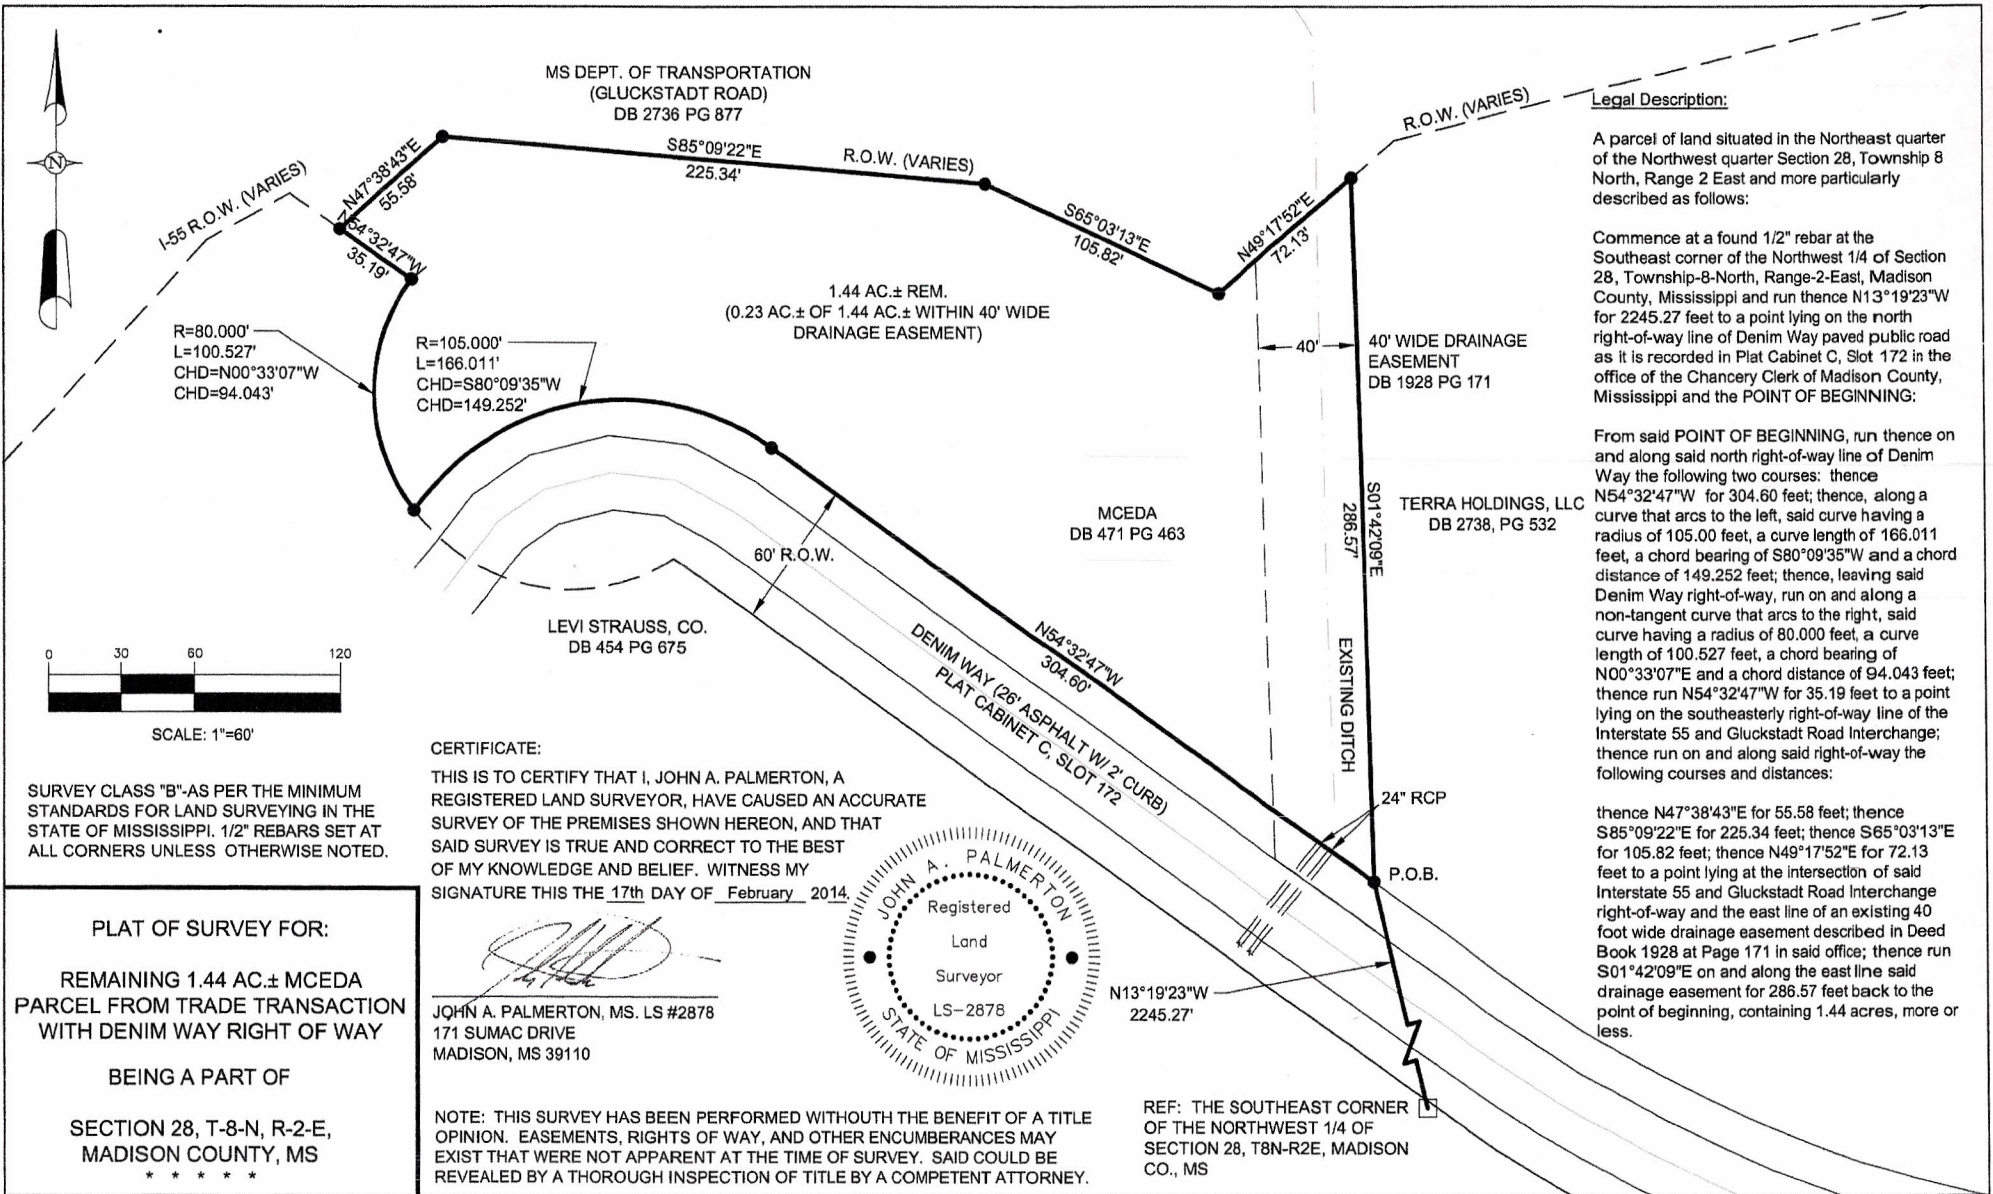 MS DEPT. OF TRANSPORTATION
(GLUCKSTADT ROAD)
DB 2736 PG 877
I-55 R.O.W. (VARIES)
N47°38'43"E
55.58'
S85°09'22"E
225.34'
R.O.W. (VARIES)
R.O.W. (VARIES)
S65°03'13"E
105.82'
N49°17'52"E
72.13'
N54°32'47"W
35.19'
N
R=80.000'
L=100.527'
CHD=N00°33'07"W
CHD=94.043'
R=105.000'
L=166.011'
CHD=S80°09'35"W
CHD=149.252'
1.44 AC.± REM.
(0.23 AC.± OF 1.44 AC.± WITHIN 40' WIDE
DRAINAGE EASEMENT)
40'
40' WIDE DRAINAGE
EASEMENT
DB 1928 PG 171
S01°42'09"E
286.57'
MCEDA
DB 471 PG 463
TERRA HOLDINGS, LLC
DB 2738, PG 532
60' R.O.W.
LEVI STRAUSS, CO.
DB 454 PG 675
N54°32'47"W
304.60'
DENIM WAY (26' ASPHALT W/ 2' CURB)
PLAT CABINET C, SLOT 172
EXISTING DITCH
24" RCP
P.O.B.
N13°19'23"W
2245.27'
REF: THE SOUTHEAST CORNER
OF THE NORTHWEST 1/4 OF
SECTION 28, T8N-R2E, MADISON
CO., MS
0 30 60 120
SCALE: 1"=60'
SURVEY CLASS "B"-AS PER THE MINIMUM
STANDARDS FOR LAND SURVEYING IN THE
STATE OF MISSISSIPPI. 1/2" REBARS SET AT
ALL CORNERS UNLESS OTHERWISE NOTED.
PLAT OF SURVEY FOR:
REMAINING 1.44 AC.± MCEDA
PARCEL FROM TRADE TRANSACTION
WITH DENIM WAY RIGHT OF WAY
BEING A PART OF
SECTION 28, T-8-N, R-2-E,
MADISON COUNTY, MS
* * * * *
CERTIFICATE:
THIS IS TO CERTIFY THAT I, JOHN A. PALMERTON, A
REGISTERED LAND SURVEYOR, HAVE CAUSED AN ACCURATE
SURVEY OF THE PREMISES SHOWN HEREON, AND THAT
SAID SURVEY IS TRUE AND CORRECT TO THE BEST
OF MY KNOWLEDGE AND BELIEF. WITNESS MY
SIGNATURE THIS THE 17th DAY OF February 2014.
JOHN A. PALMERTON, MS. LS #2878
171 SUMAC DRIVE
MADISON, MS 39110
JOHN A. PALMERTON
Registered
Land
Surveyor
LS-2878
STATE OF MISSISSIPPI
NOTE: THIS SURVEY HAS BEEN PERFORMED WITHOUTH THE BENEFIT OF A TITLE
OPINION. EASEMENTS, RIGHTS OF WAY, AND OTHER ENCUMBERANCES MAY
EXIST THAT WERE NOT APPARENT AT THE TIME OF SURVEY. SAID COULD BE
REVEALED BY A THOROUGH INSPECTION OF TITLE BY A COMPETENT ATTORNEY.
Legal Description:
A parcel of land situated in the Northeast quarter
of the Northwest quarter Section 28, Township 8
North, Range 2 East and more particularly
described as follows:
Commence at a found 1/2" rebar at the
Southeast corner of the Northwest 1/4 of Section
28, Township-8-North, Range-2-East, Madison
County, Mississippi and run thence N13°19'23"W
for 2245.27 feet to a point lying on the north
right-of-way line of Denim Way paved public road
as it is recorded in Plat Cabinet C, Slot 172 in the
office of the Chancery Clerk of Madison County,
Mississippi and the POINT OF BEGINNING:
From said POINT OF BEGINNING, run thence on
and along said north right-of-way line of Denim
Way the following two courses: thence
N54°32'47"W for 304.60 feet; thence, along a
curve that arcs to the left, said curve having a
radius of 105.00 feet, a curve length of 166.011
feet, a chord bearing of S80°09'35"W and a chord
distance of 149.252 feet; thence, leaving said
Denim Way right-of-way, run on and along a
non-tangent curve that arcs to the right, said
curve having a radius of 80.000 feet, a curve
length of 100.527 feet, a chord bearing of
N00°33'07"E and a chord distance of 94.043 feet;
thence run N54°32'47"W for 35.19 feet to a point
lying on the southeasterly right-of-way line of the
Interstate 55 and Gluckstadt Road Interchange;
thence run on and along said right-of-way the
following courses and distances:
thence N47°38'43"E for 55.58 feet; thence
S85°09'22"E for 225.34 feet; thence S65°03'13"E
for 105.82 feet; thence N49°17'52"E for 72.13
feet to a point lying at the intersection of said
Interstate 55 and Gluckstadt Road Interchange
right-of-way and the east line of an existing 40
foot wide drainage easement described in Deed
Book 1928 at Page 171 in said office; thence run
S01°42'09"E on and along the east line said
drainage easement for 286.57 feet back to the
point of beginning, containing 1.44 acres, more or
less.